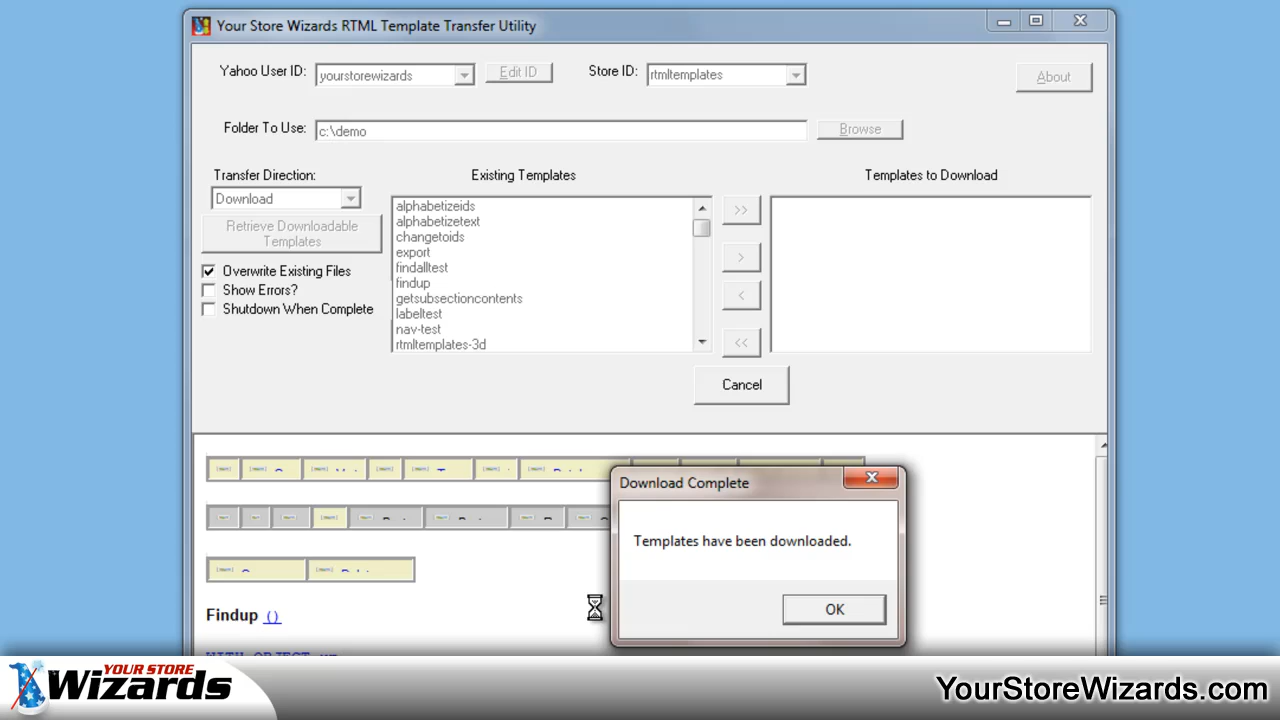 Your Store Wizards RTML Template Transfer Utility
Yahoo User ID: yourstorewizards Edit ID Store ID: rtmltemplates About
Folder To Use: c:\demo Browse
Transfer Direction: Existing Templates Templates to Download
Download
Retrieve Downloadable
Templates
Overwrite Existing Files
Show Errors?
Shutdown When Complete
alphabetizeids
alphabetizetext
changetoids
export
findalltest
findup
getsubsectioncontents
labeltest
nav-test
rtmltemplates-3d
>>
>
<
<<
Cancel
Download Complete
Templates have been downloaded.
OK
Findup ()
YOUR STORE
Wizards
YourStoreWizards.com